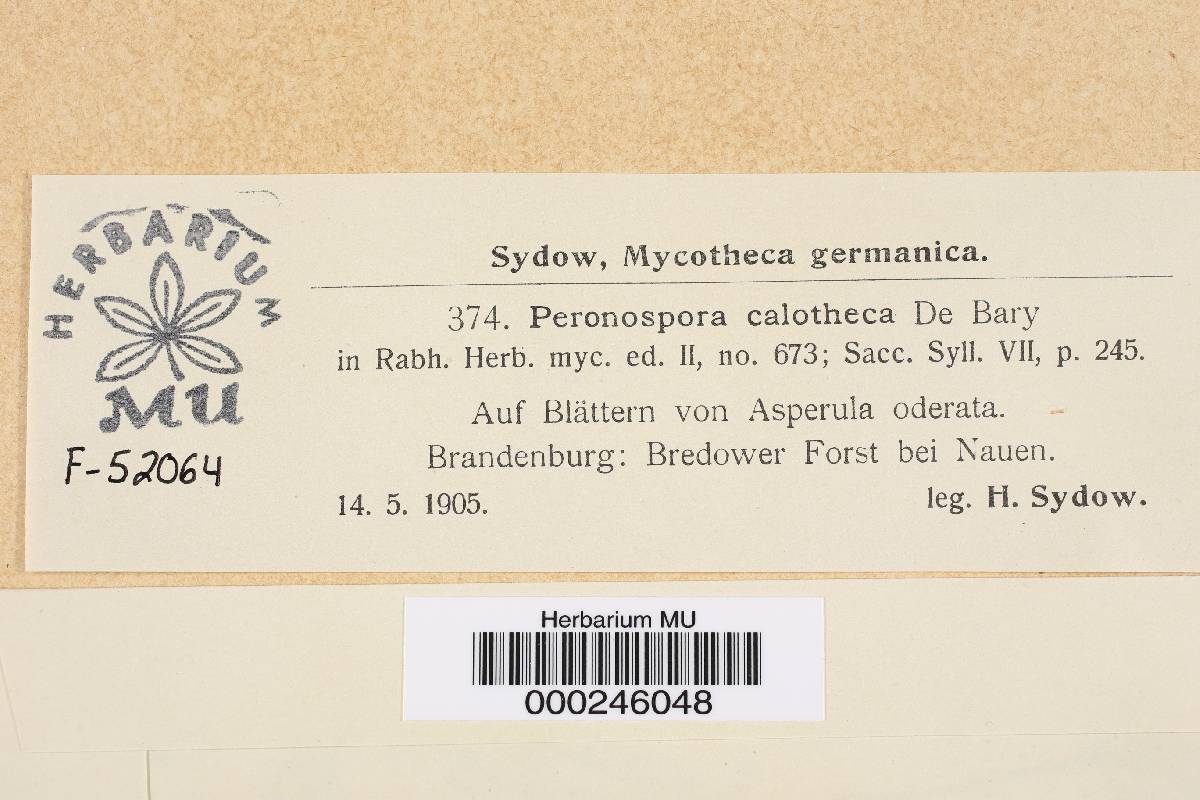 HERBARIUM
MU
F-52064
Sydow, Mycotheca germanica.
374. Peronospora calotheca De Bary
in Rabh. Herb. myc. ed. II, no. 673; Sacc. Syll. VII, p. 245.
Auf Blättern von Asperula oderata.
Brandenburg: Bredower Forst bei Nauen.
14. 5. 1905. leg. H. Sydow.
Herbarium MU
000246048